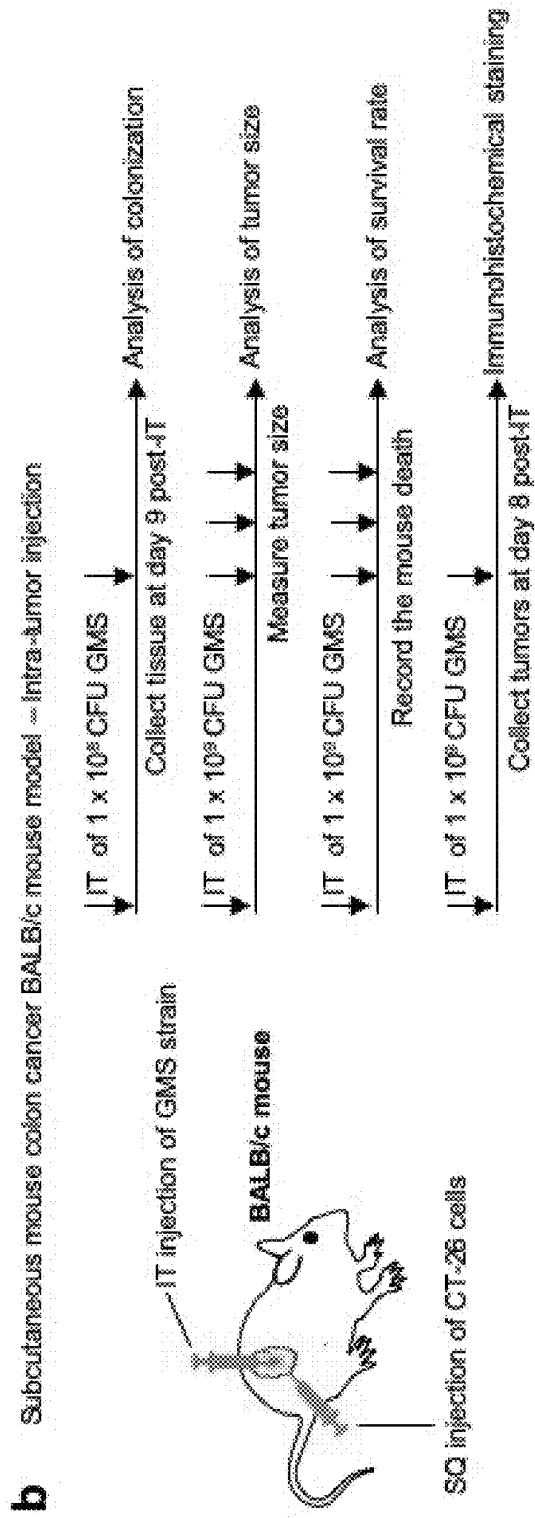 b Subcutaneous mouse colon cancer BALB/c mouse model – Intra-tumor injection
IT injection of GMS strain
BALB/c mouse
SQ injection of CT-26 cells
IT of 1 x 10⁸ CFU GMS
Collect tissue at day 9 post-IT
Analysis of colonization
IT of 1 x 10⁸ CFU GMS
Measure tumor size
Analysis of tumor size
IT of 1 x 10⁸ CFU GMS
Record the mouse death
Analysis of survival rate
IT of 1 x 10⁸ CFU GMS
Collect tumors at day 8 post-IT
Immunohistochemical staining